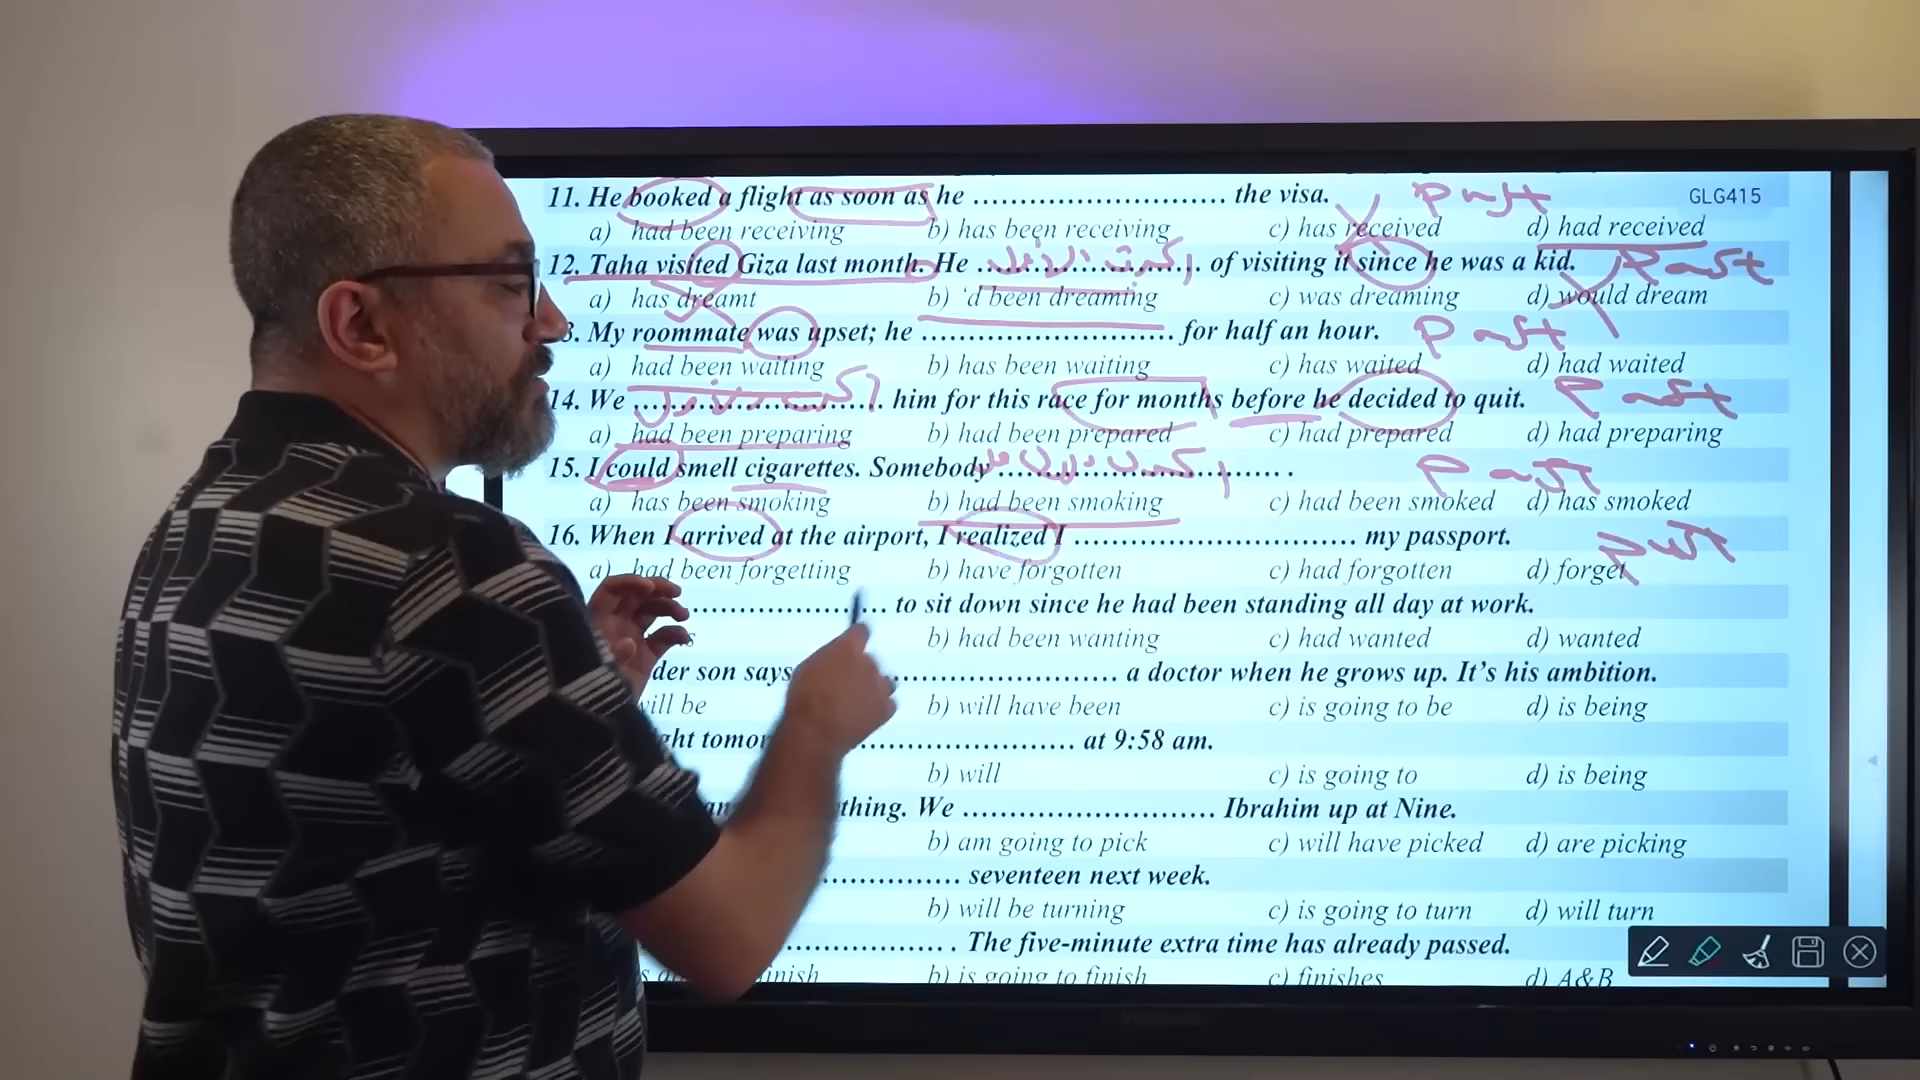 11. He booked a flight as soon as he ............................ the visa. past
GLG415
a) had been receiving b) has been receiving c) has received d) had received
12. Taha visited Giza last month. He ......................... of visiting it since he was a kid. past
a) has dreamt b) 'd been dreaming c) was dreaming d) would dream
3. My roommate was upset; he ............................ for half an hour. past
a) had been waiting b) has been waiting c) has waited d) had waited
14. We ............................ him for this race for months before he decided to quit. past
a) had been preparing b) had been prepared c) had prepared d) had preparing
15. I could smell cigarettes. Somebody ................................. past
a) has been smoking b) had been smoking c) had been smoked d) has smoked
16. When I arrived at the airport, I realized I ............................... my passport. past
a) had been forgetting b) have forgotten c) had forgotten d) forget
...................... to sit down since he had been standing all day at work.
b) had been wanting c) had wanted d) wanted
der son says ......................... a doctor when he grows up. It's his ambition.
will be b) will have been c) is going to be d) is being
ght tomor ........................ at 9:58 am.
b) will c) is going to d) is being
thing. We ............................ Ibrahim up at Nine.
b) am going to pick c) will have picked d) are picking
................ seventeen next week.
b) will be turning c) is going to turn d) will turn
................... . The five-minute extra time has already passed.
inish b) is going to finish c) finishes d) A&B